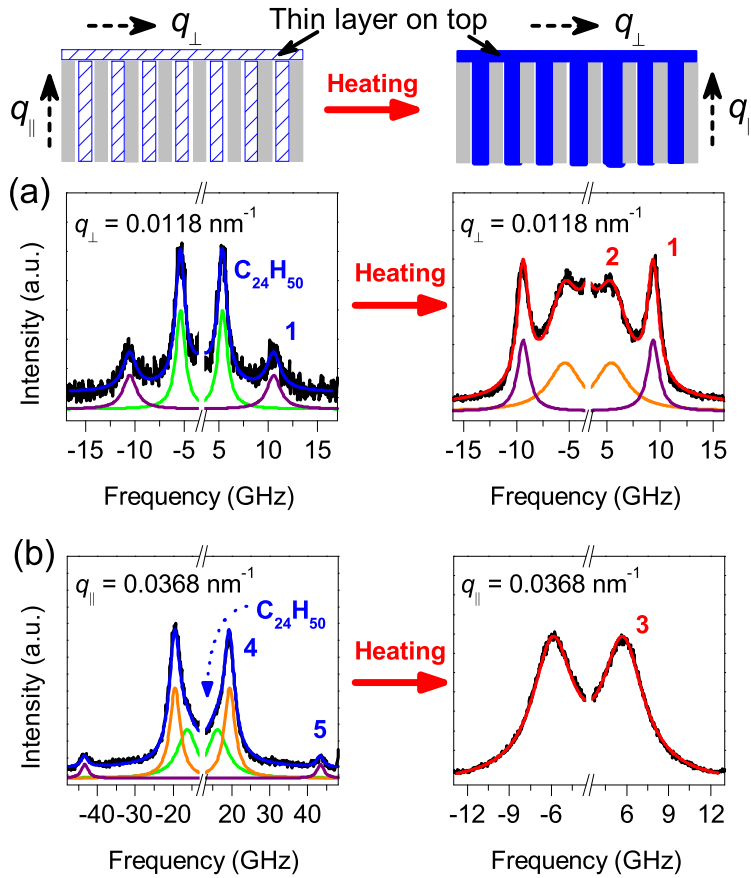 q⊥ Thin layer on top q⊥
Heating
q|| q|
(a)
q⊥ = 0.0118 nm-1 q⊥ = 0.0118 nm-1
C24H50 Heating 2 1
1
Intensity (a.u.)
-15 -10 -5 5 10 15 -15 -10 -5 5 10 15
Frequency (GHz) Frequency (GHz)
(b)
q|| = 0.0368 nm-1 q|| = 0.0368 nm-1
C24H50
4 Heating 3
5
Intensity (a.u.)
-40 -20 20 40 -12 -9 -6 6 9 12
Frequency (GHz) Frequency (GHz)